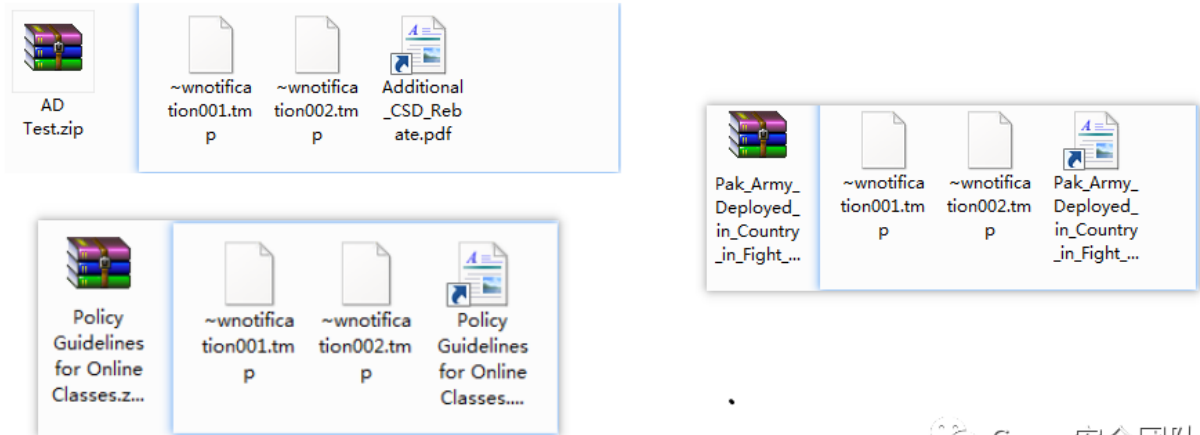 AD
Test.zip
~wnotifica
tion001.tm
p
~wnotifica
tion002.tm
p
Additional
_CSD_Reb
ate.pdf
Pak_Army_
Deployed_
in_Country
_in_Fight_...
~wnotifica
tion001.tm
p
~wnotifica
tion002.tm
p
Pak_Army_
Deployed_
in_Country
_in_Fight_...
Policy
Guidelines
for Online
Classes.z...
~wnotifica
tion001.tm
p
~wnotifica
tion002.tm
p
Policy
Guidelines
for Online
Classes....